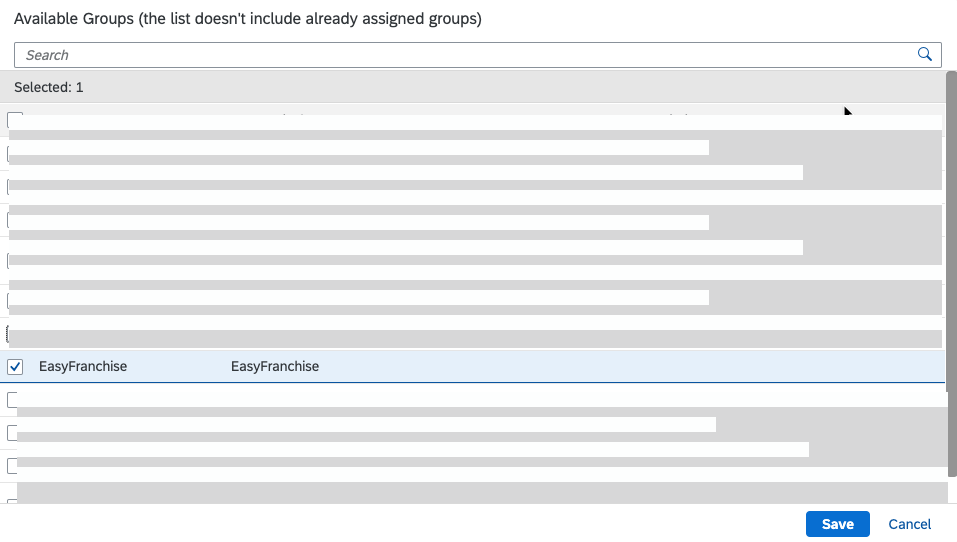 Available Groups (the list doesn't include already assigned groups)
Search
Selected: 1
EasyFranchise EasyFranchise
Save Cancel